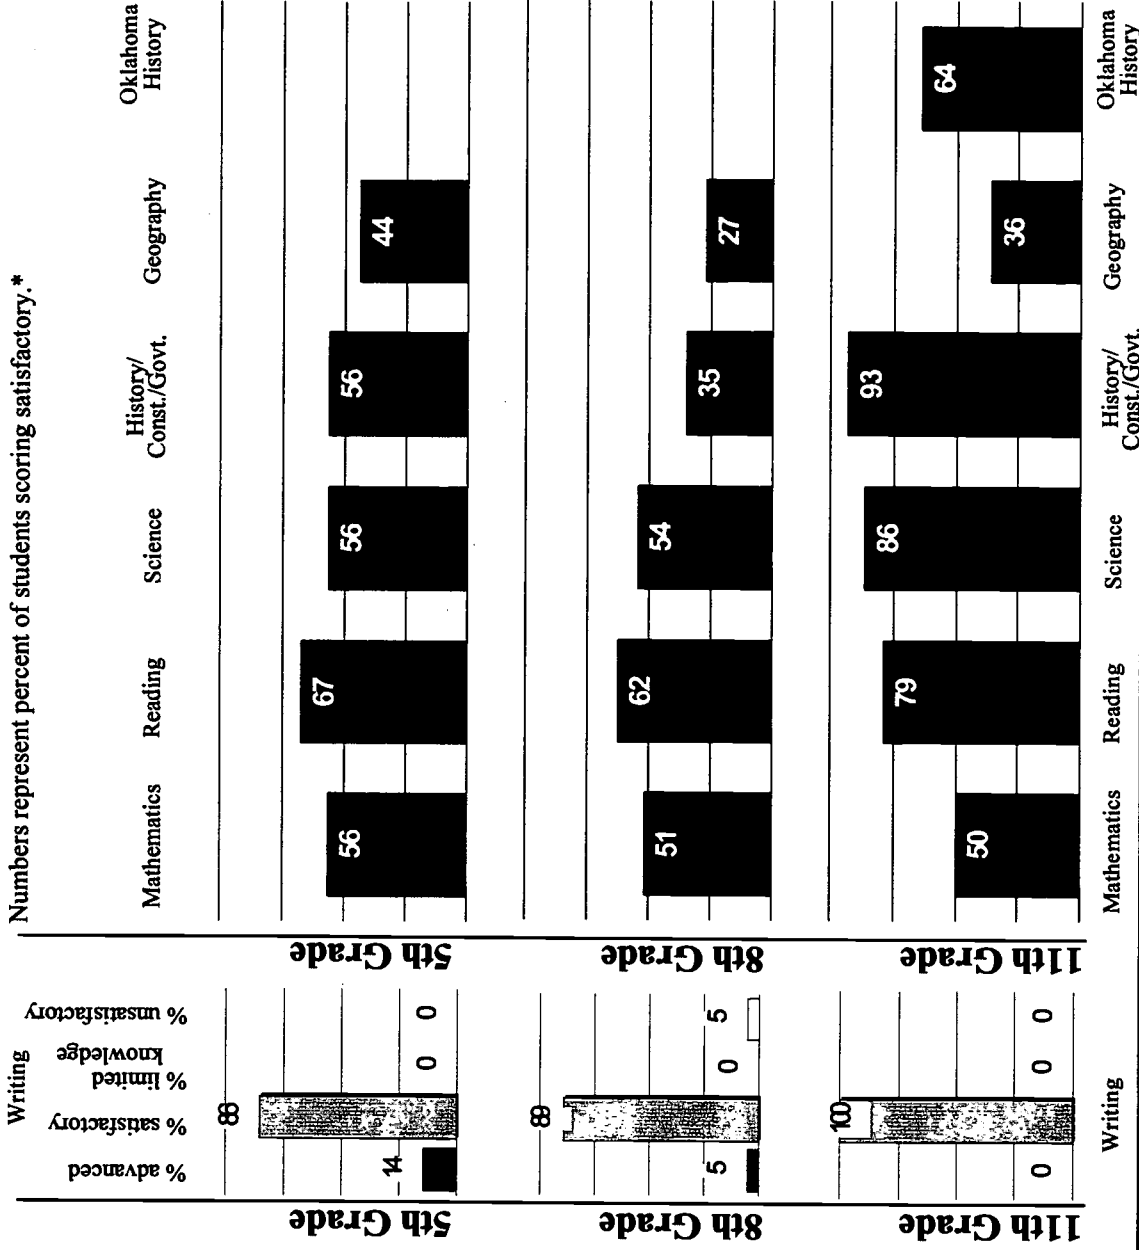 Numbers represent percent of students scoring satisfactory.*
Writing
% advanced
% satisfactory
% limited
knowledge
% unsatisfactory
Mathematics
Reading
Science
History/
Const./Govt.
Geography
Oklahoma
History
5th Grade
14
86
0
0
5th Grade
56
67
56
56
44
8th Grade
5
89
0
5
8th Grade
51
62
54
35
27
11th Grade
0
100
0
0
11th Grade
50
79
86
93
36
64
Writing
Mathematics
Reading
Science
History/
Const./Govt.
Geography
Oklahoma
History